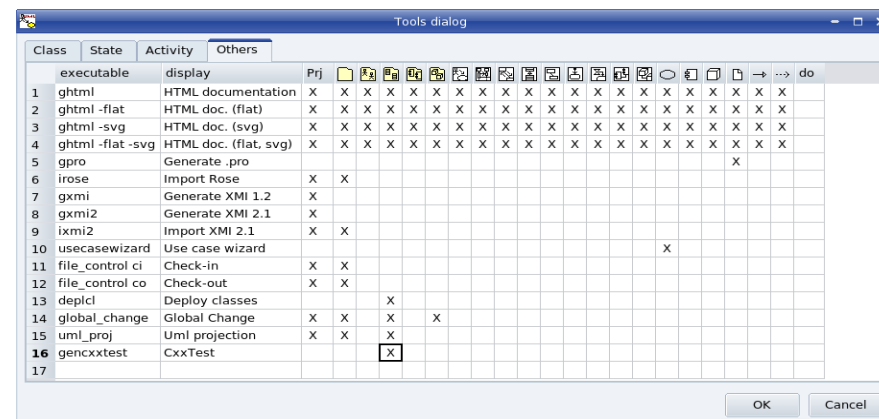 Tools dialog
Class State Activity Others
executable display Prj do
1 ghtml HTML documentation X X X X X X X X X X X X X X X X X X X X X
2 ghtml -flat HTML doc. (flat) X X X X X X X X X X X X X X X X X X X X X
3 ghtml -svg HTML doc. (svg) X X X X X X X X X X X X X X X X X X X X X
4 ghtml -flat -svg HTML doc. (flat, svg) X X X X X X X X X X X X X X X X X X X X X
5 gpro Generate .pro X
6 irose Import Rose X X
7 gxmi Generate XMI 1.2 X
8 gxmi2 Generate XMI 2.1 X
9 ixmi2 Import XMI 2.1 X X
10 usecasewizard Use case wizard X
11 file_control ci Check-in X X
12 file_control co Check-out X X
13 deplcl Deploy classes X
14 global_change Global Change X X X X
15 uml_proj Uml projection X X X
16 gencxxtest CxxTest X
17
OK Cancel